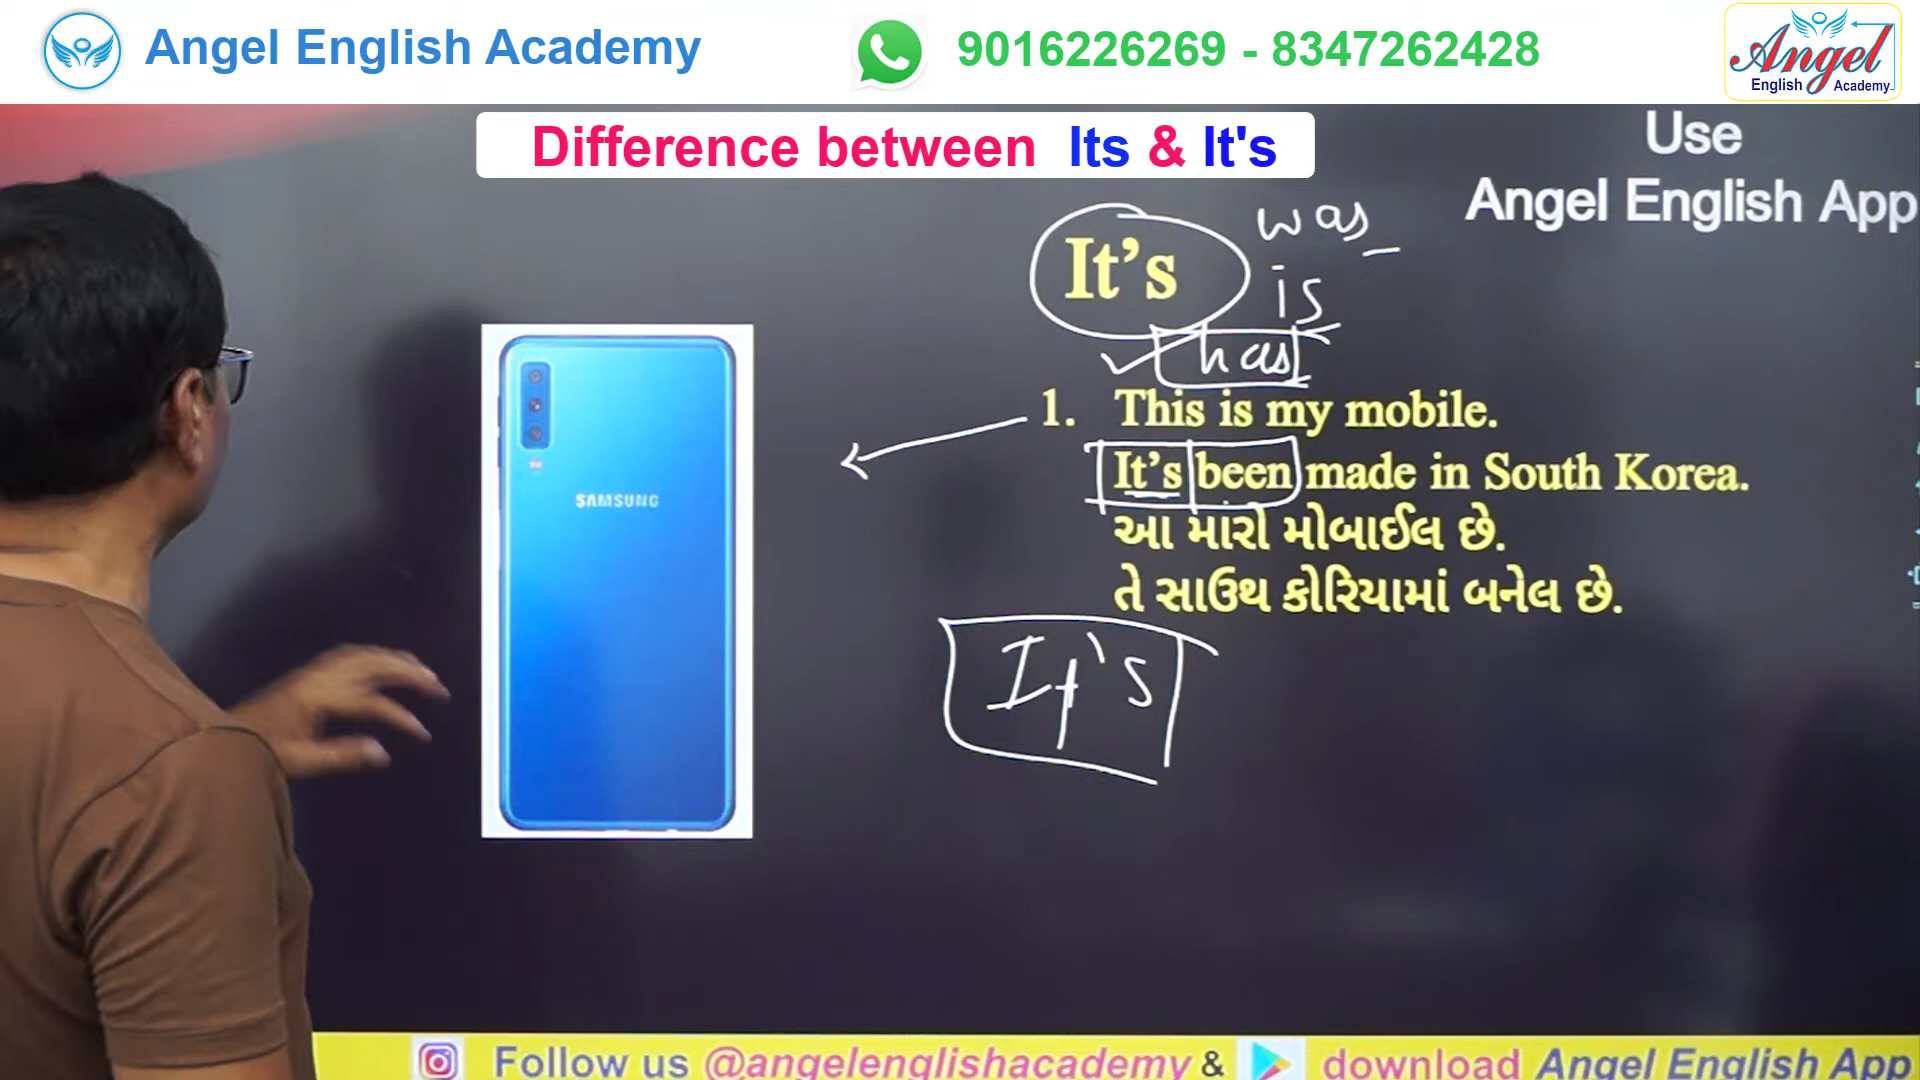 Angel English Academy
9016226269 - 8347262428
Angel
English Academy
Difference between Its & It's
Use
Angel English App
was
It's
is
has
1. This is my mobile.
It's been made in South Korea.
આ મારો મોબાઈલ છે.
તે સાઉથ કોરિયામાં બનેલ છે.
SAMSUNG
It's
Follow us @angelenglishacademy & download Angel English App